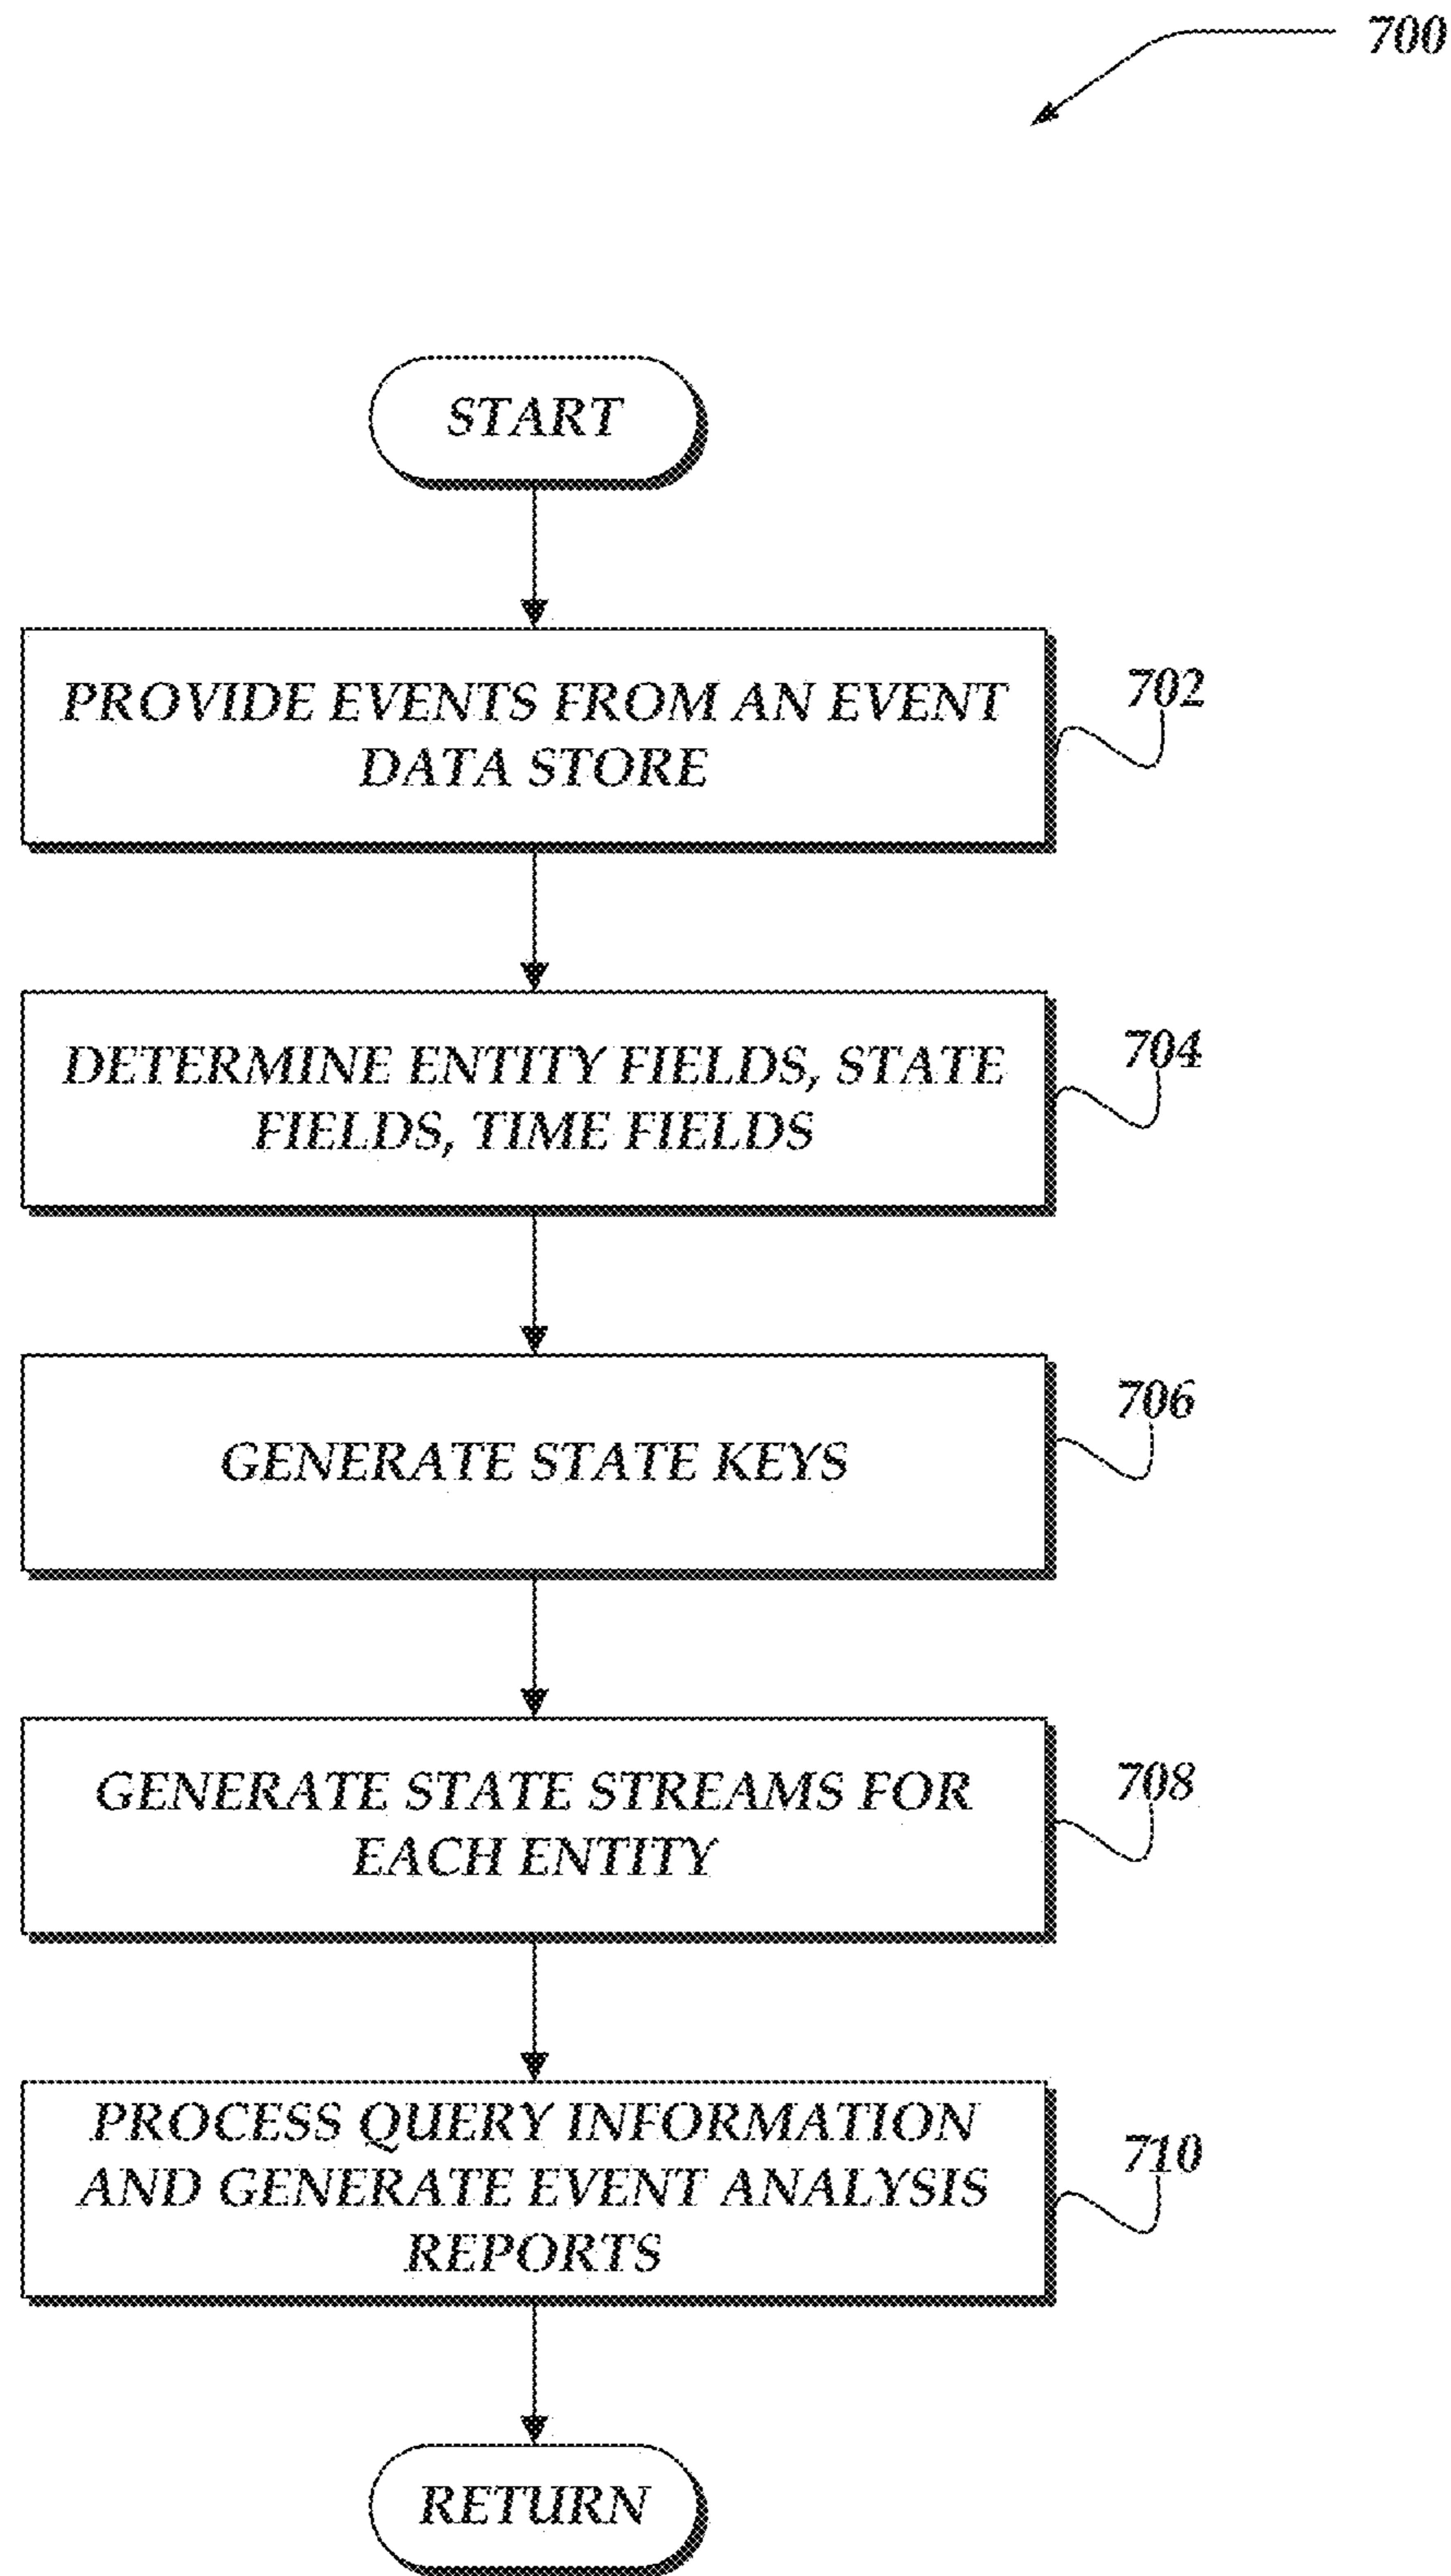 700
START
PROVIDE EVENTS FROM AN EVENT
DATA STORE
702
DETERMINE ENTITY FIELDS, STATE
FIELDS, TIME FIELDS
704
GENERATE STATE KEYS
706
GENERATE STATE STREAMS FOR
EACH ENTITY
708
PROCESS QUERY INFORMATION
AND GENERATE EVENT ANALYSIS
REPORTS
710
RETURN